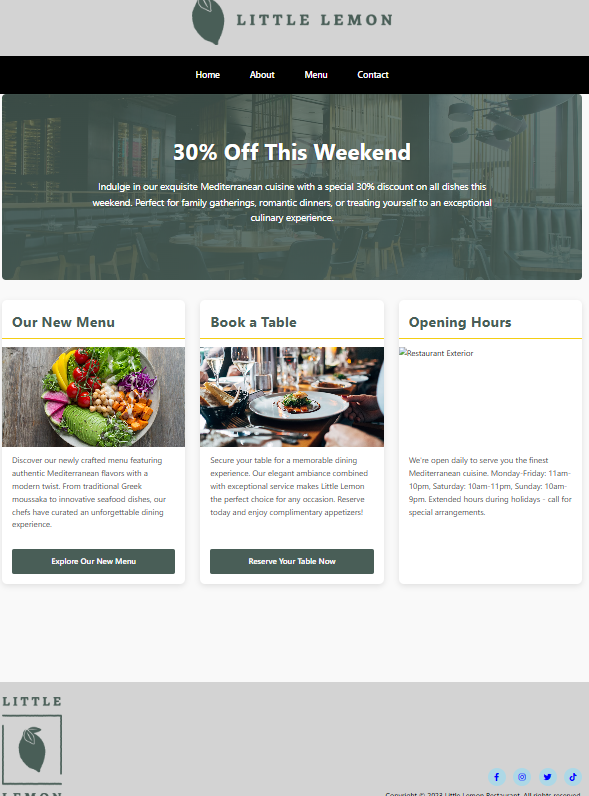 LITTLE LEMON
Home About Menu Contact
30% Off This Weekend
Indulge in our exquisite Mediterranean cuisine with a special 30% discount on all dishes this
weekend. Perfect for family gatherings, romantic dinners, or treating yourself to an exceptional
culinary experience.
Our New Menu
Discover our newly crafted menu featuring
authentic Mediterranean flavors with a
modern twist. From traditional Greek
moussaka to innovative seafood dishes, our
chefs have curated an unforgettable dining
experience.
Explore Our New Menu
Book a Table
Secure your table for a memorable dining
experience. Our elegant ambiance combined
with exceptional service makes Little Lemon
the perfect choice for any occasion. Reserve
today and enjoy complimentary appetizers!
Reserve Your Table Now
Opening Hours
Restaurant Exterior
We're open daily to serve you the finest
Mediterranean cuisine. Monday-Friday: 11am-
10pm, Saturday: 10am-11pm, Sunday: 10am-
9pm. Extended hours during holidays - call for
special arrangements.
LITTLE
LEMON
Copyright © 2023 Little Lemon Restaurant. All rights reserved.